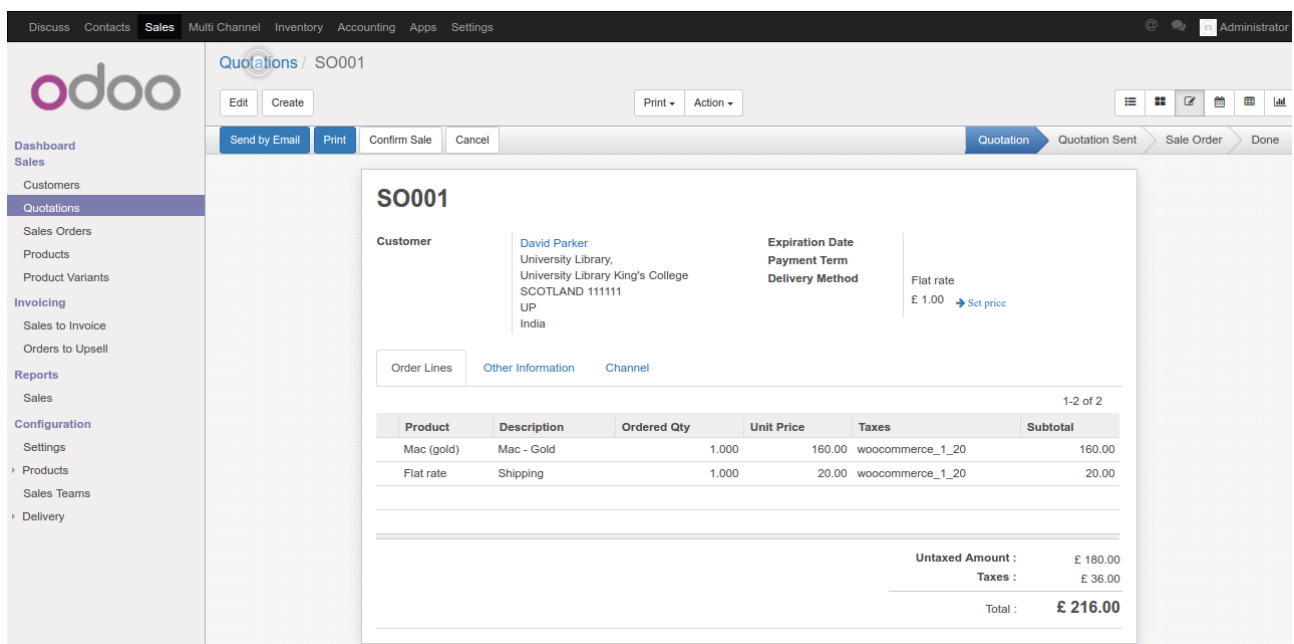 Discuss Contacts Sales Multi Channel Inventory Accounting Apps Settings @ Administrator
odoo
Quotations / SO001
Edit Create Print Action
Send by Email Print Confirm Sale Cancel Quotation Quotation Sent Sale Order Done
Dashboard
Sales
Customers
Quotations
Sales Orders
Products
Product Variants
Invoicing
Sales to Invoice
Orders to Upsell
Reports
Sales
Configuration
Settings
Products
Sales Teams
Delivery
SO001
Customer
David Parker
University Library,
University Library King's College
SCOTLAND 111111
UP
India
Expiration Date
Payment Term
Delivery Method
Flat rate
£ 1.00 Set price
Order Lines Other Information Channel
1-2 of 2
Product Description Ordered Qty Unit Price Taxes Subtotal
Mac (gold) Mac - Gold 1.000 160.00 woocommerce_1_20 160.00
Flat rate Shipping 1.000 20.00 woocommerce_1_20 20.00
Untaxed Amount : £ 180.00
Taxes : £ 36.00
Total : £ 216.00